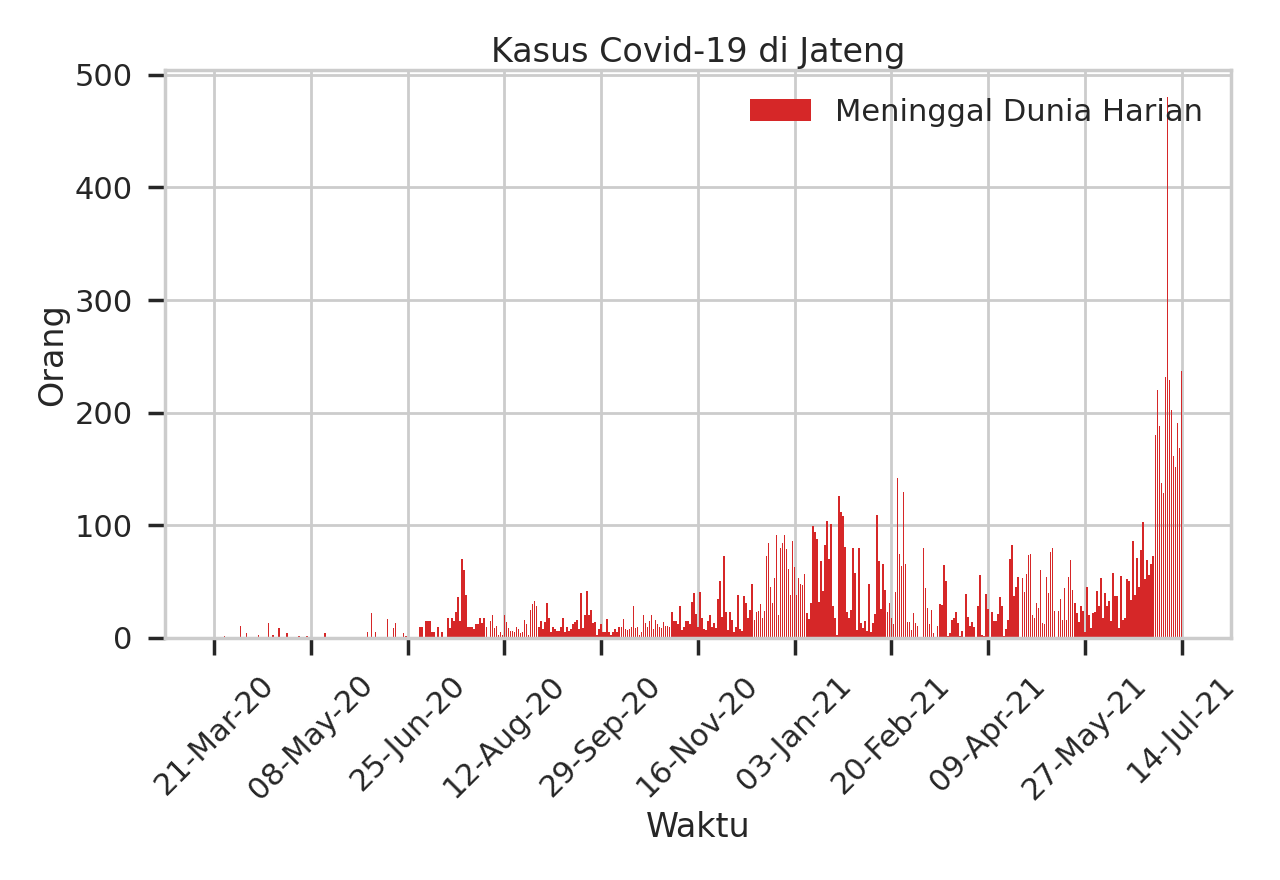 Kasus Covid-19 di Jateng
Meninggal Dunia Harian
Orang
500
400
300
200
100
0
21-Mar-20
08-May-20
25-Jun-20
12-Aug-20
29-Sep-20
16-Nov-20
03-Jan-21
20-Feb-21
09-Apr-21
27-May-21
14-Jul-21
Waktu